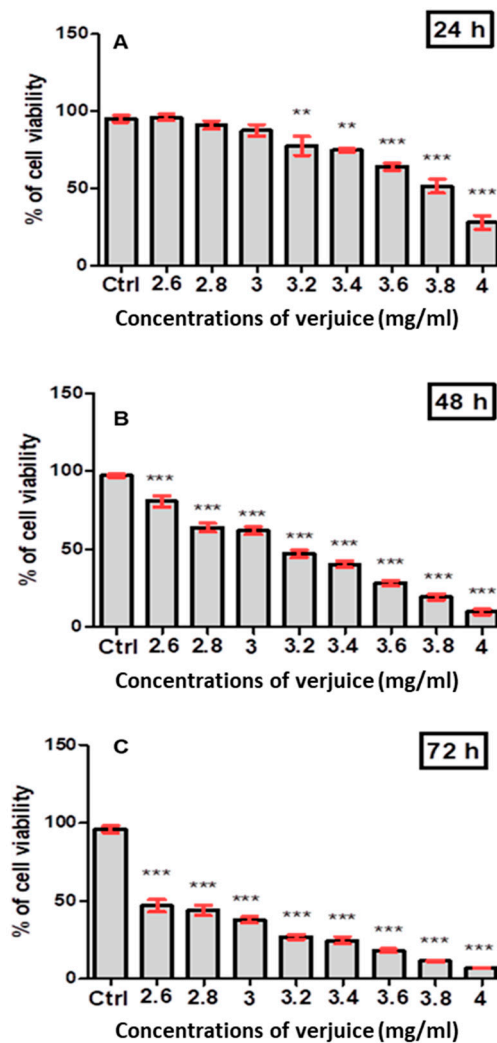 A
24 h
150
100
50
0
% of cell viability
** ** *** *** ***
Ctrl 2.6 2.8 3 3.2 3.4 3.6 3.8 4
Concentrations of verjuice (mg/ml)
B
48 h
150
100
50
0
% of cell viability
*** *** *** *** *** *** *** ***
Ctrl 2.6 2.8 3 3.2 3.4 3.6 3.8 4
Concentrations of verjuice (mg/ml)
C
72 h
150
100
50
0
% of cell viability
*** *** *** *** *** *** *** ***
Ctrl 2.6 2.8 3 3.2 3.4 3.6 3.8 4
Concentrations of verjuice (mg/ml)